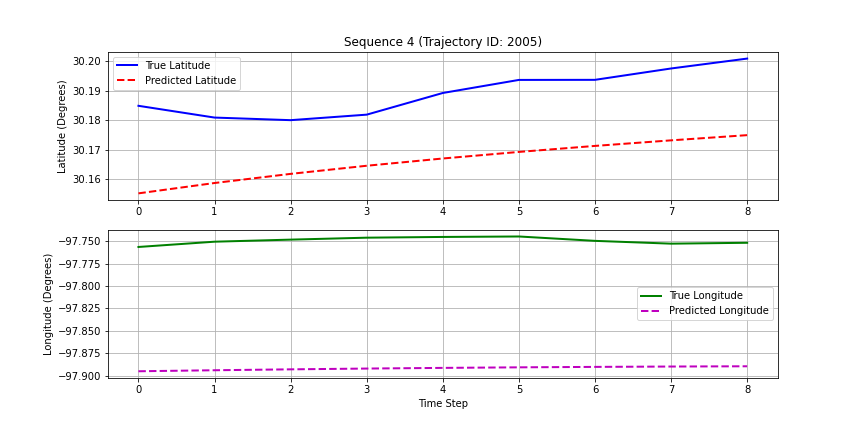 Sequence 4 (Trajectory ID: 2005)
True Latitude
Predicted Latitude
Latitude (Degrees)
30.20
30.19
30.18
30.17
30.16
0 1 2 3 4 5 6 7 8
True Longitude
Predicted Longitude
Longitude (Degrees)
−97.750
−97.775
−97.800
−97.825
−97.850
−97.875
−97.900
0 1 2 3 4 5 6 7 8
Time Step